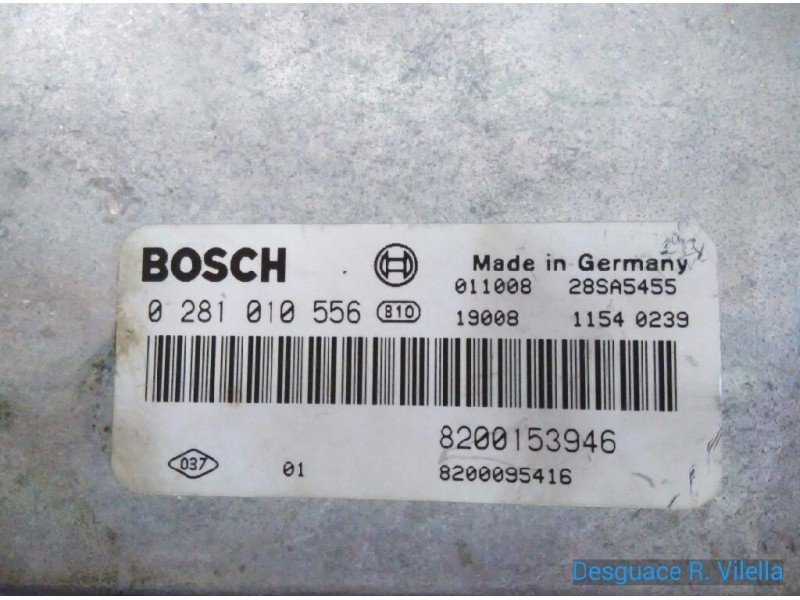 BOSCH
Made in Germany
011008 28SA5455
0 281 010 556 810
19008 1154 0239
8200153946
037 01
8200095416
Desguace R. Vilella